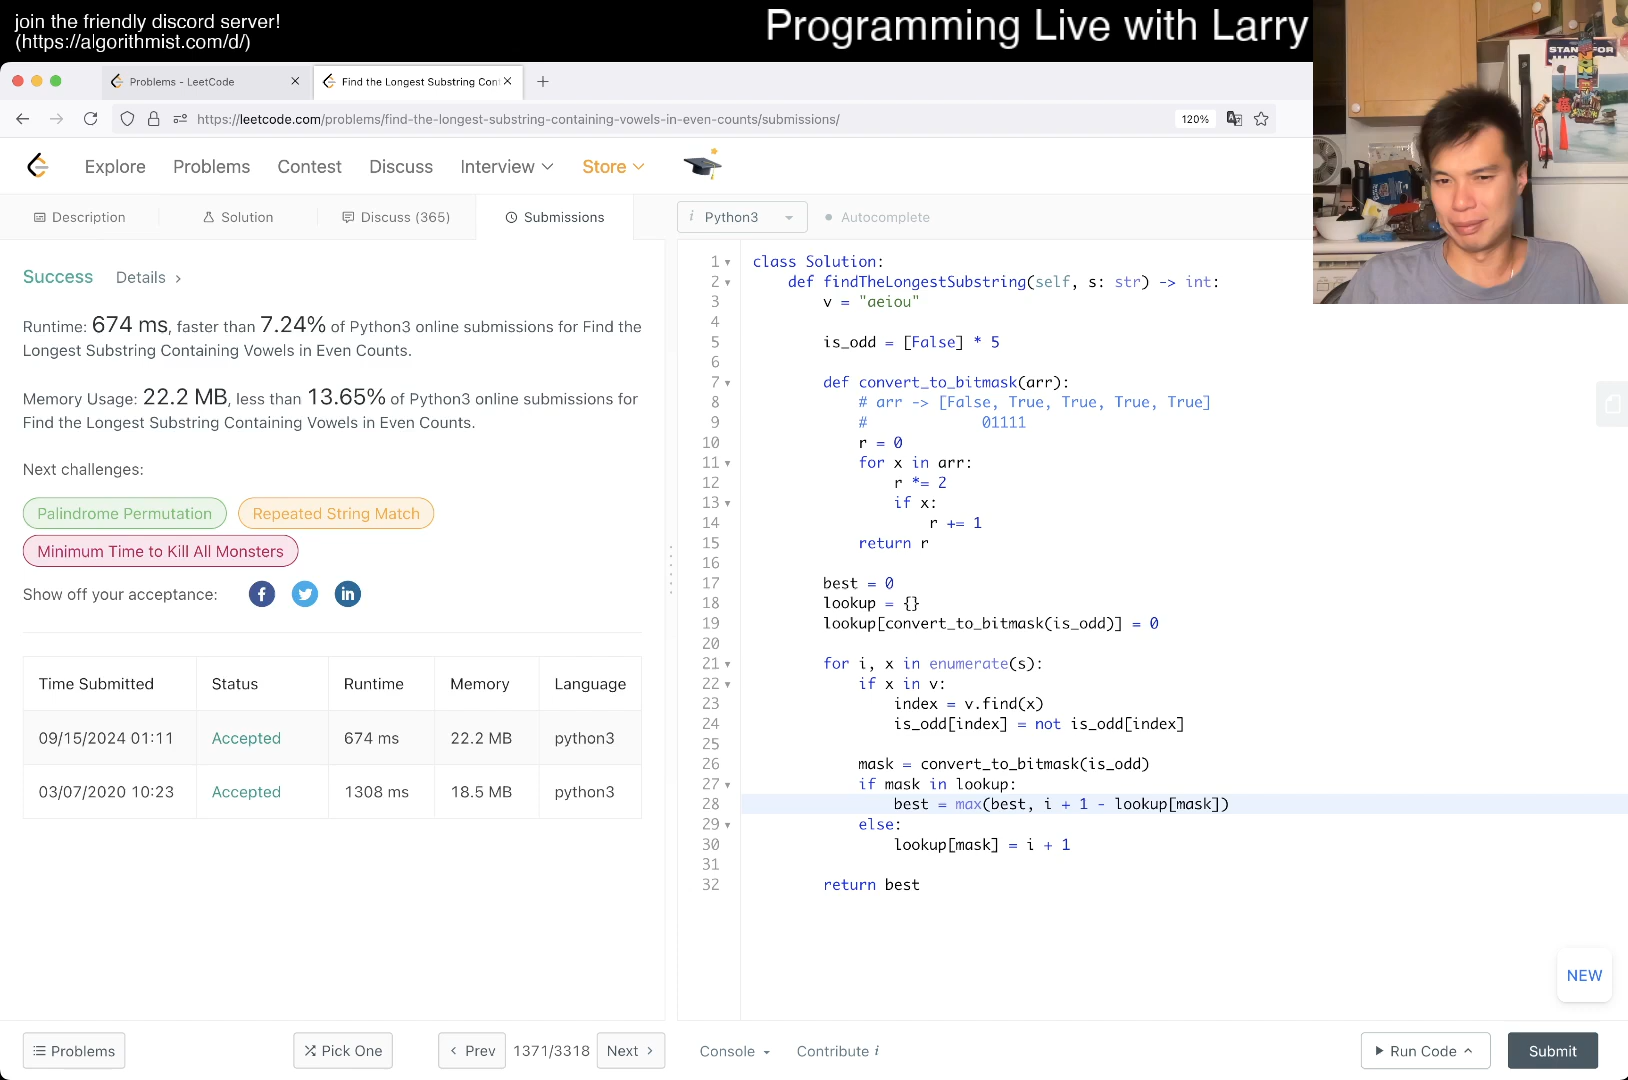 join the friendly discord server!
(https://algorithmist.com/d/)
Programming Live with Larry
STANFORD
Problems - LeetCode
Find the Longest Substring Cont
https://leetcode.com/problems/find-the-longest-substring-containing-vowels-in-even-counts/submissions/
120%
Explore
Problems
Contest
Discuss
Interview
Store
Description
Solution
Discuss (365)
Submissions
i Python3
Autocomplete
Success
Details
Runtime: 674 ms, faster than 7.24% of Python3 online submissions for Find the
Longest Substring Containing Vowels in Even Counts.
Memory Usage: 22.2 MB, less than 13.65% of Python3 online submissions for
Find the Longest Substring Containing Vowels in Even Counts.
Next challenges:
Palindrome Permutation
Repeated String Match
Minimum Time to Kill All Monsters
Show off your acceptance:
Time Submitted Status Runtime Memory Language
09/15/2024 01:11 Accepted 674 ms 22.2 MB python3
03/07/2020 10:23 Accepted 1308 ms 18.5 MB python3
1 class Solution:
2 def findTheLongestSubstring(self, s: str) -> int:
3 v = "aeiou"
4
5 is_odd = [False] * 5
6
7 def convert_to_bitmask(arr):
8 # arr -> [False, True, True, True, True]
9 # 01111
10 r = 0
11 for x in arr:
12 r *= 2
13 if x:
14 r += 1
15 return r
16
17 best = 0
18 lookup = {}
19 lookup[convert_to_bitmask(is_odd)] = 0
20
21 for i, x in enumerate(s):
22 if x in v:
23 index = v.find(x)
24 is_odd[index] = not is_odd[index]
25
26 mask = convert_to_bitmask(is_odd)
27 if mask in lookup:
28 best = max(best, i + 1 - lookup[mask])
29 else:
30 lookup[mask] = i + 1
31
32 return best
NEW
Problems
Pick One
Prev
1371/3318
Next
Console
Contribute i
Run Code
Submit